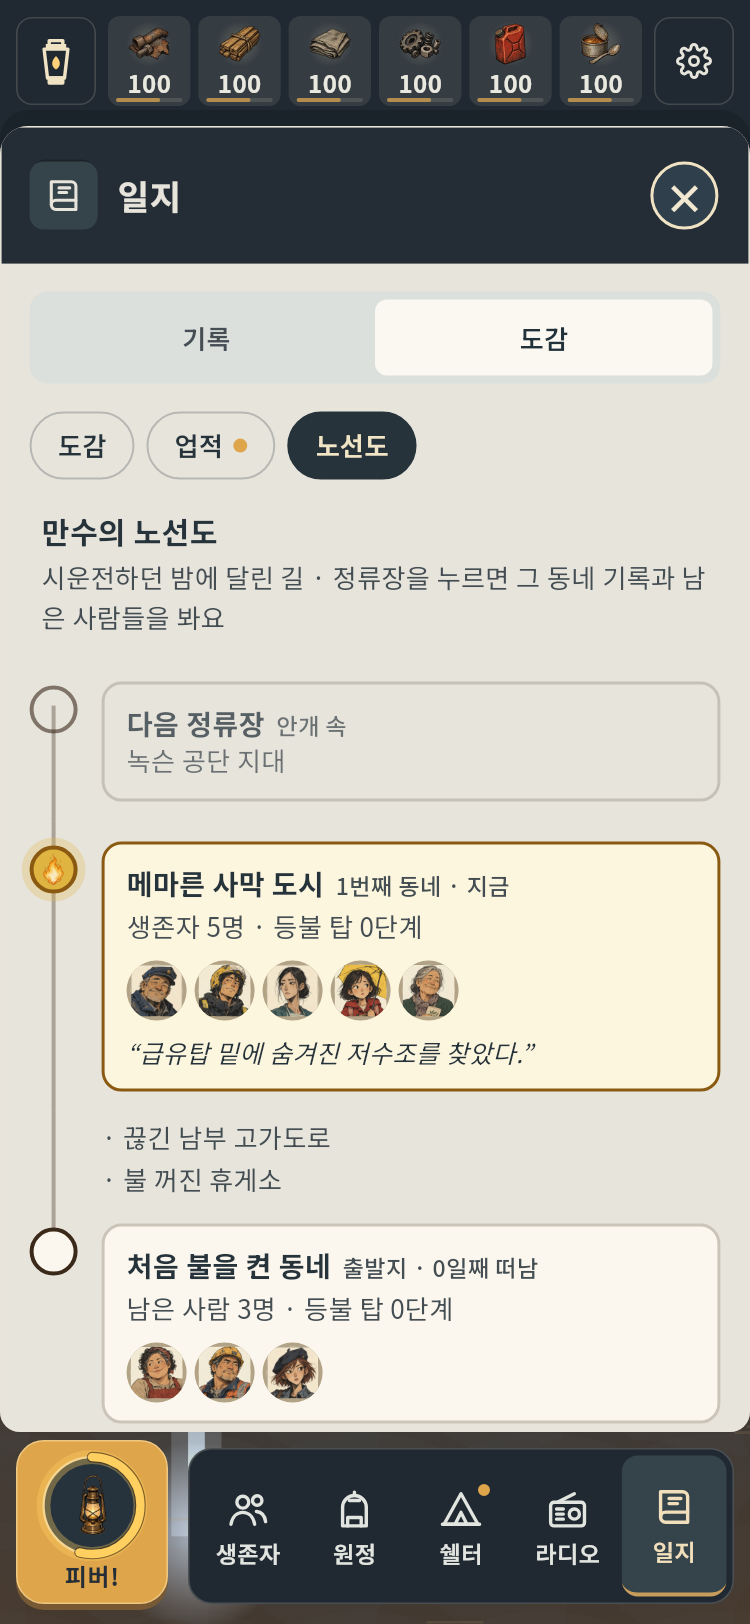 100 100 100 100 100 100
일지
기록 도감
도감 업적 노선도
만수의 노선도
시운전하던 밤에 달린 길 · 정류장을 누르면 그 동네 기록과 남
은 사람들을 봐요
다음 정류장 안개 속
녹슨 공단 지대
메마른 사막 도시 1번째 동네 · 지금
생존자 5명 · 등불 탑 0단계
“급유탑 밑에 숨겨진 저수조를 찾았다.”
· 끊긴 남부 고가도로
· 불 꺼진 휴게소
처음 불을 켠 동네 출발지 · 0일째 떠남
남은 사람 3명 · 등불 탑 0단계
피버!
생존자 원정 쉘터 라디오 일지